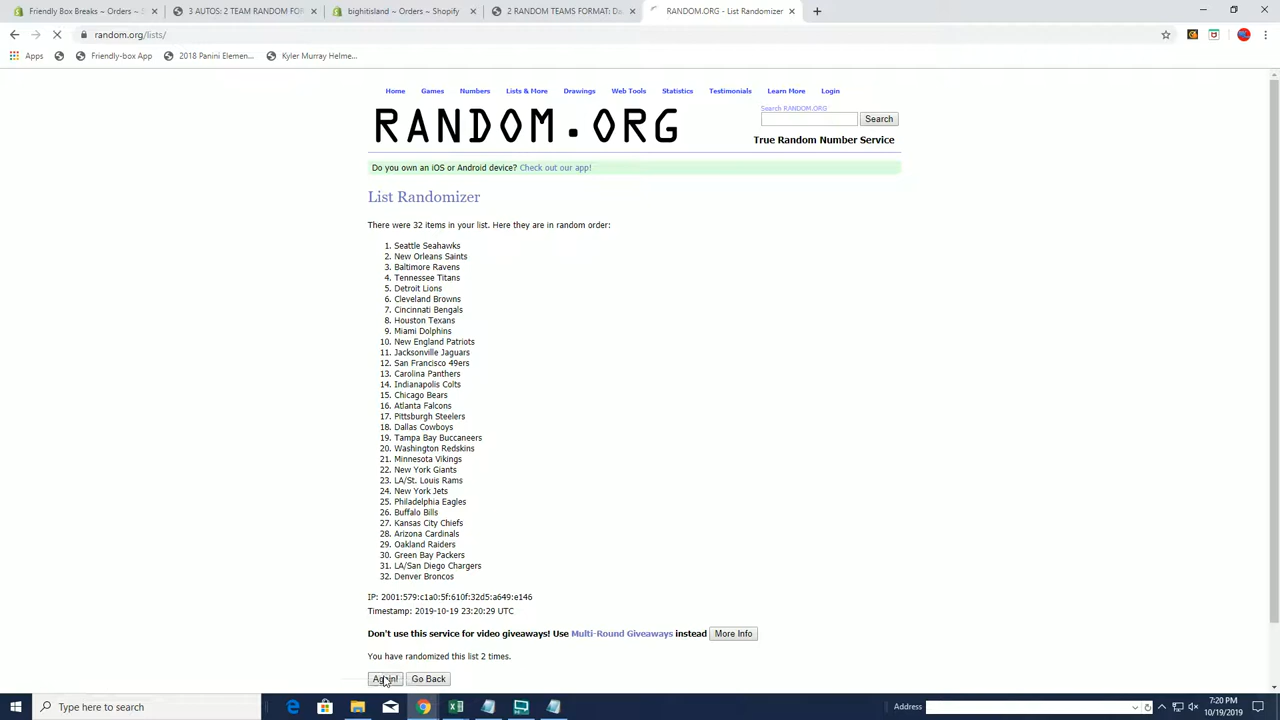 Friendly Box Breaks ~ Orders ~ S
3 AUTOS: 2 TEAM RANDOM FOR
bighitslane ~ Orders ~ Shopify
2 RANDOM TEAMS FORMAT: Da
RANDOM.ORG - List Randomizer
random.org/lists/
Apps
Friendly-box App
2018 Panini Elemen...
Kyler Murray Helme...
Home Games Numbers Lists & More Drawings Web Tools Statistics Testimonials Learn More Login
RANDOM.ORG
Search RANDOM.ORG
Search
True Random Number Service
Do you own an iOS or Android device? Check out our app!
List Randomizer
There were 32 items in your list. Here they are in random order:
1. Seattle Seahawks
2. New Orleans Saints
3. Baltimore Ravens
4. Tennessee Titans
5. Detroit Lions
6. Cleveland Browns
7. Cincinnati Bengals
8. Houston Texans
9. Miami Dolphins
10. New England Patriots
11. Jacksonville Jaguars
12. San Francisco 49ers
13. Carolina Panthers
14. Indianapolis Colts
15. Chicago Bears
16. Atlanta Falcons
17. Pittsburgh Steelers
18. Dallas Cowboys
19. Tampa Bay Buccaneers
20. Washington Redskins
21. Minnesota Vikings
22. New York Giants
23. LA/St. Louis Rams
24. New York Jets
25. Philadelphia Eagles
26. Buffalo Bills
27. Kansas City Chiefs
28. Arizona Cardinals
29. Oakland Raiders
30. Green Bay Packers
31. LA/San Diego Chargers
32. Denver Broncos
IP: 2001:579:c1a0:5f:610f:32d5:a649:e146
Timestamp: 2019-10-19 23:20:29 UTC
Don't use this service for video giveaways! Use Multi-Round Giveaways instead More Info
You have randomized this list 2 times.
Again! Go Back
Type here to search
Address
7:20 PM
10/19/2019